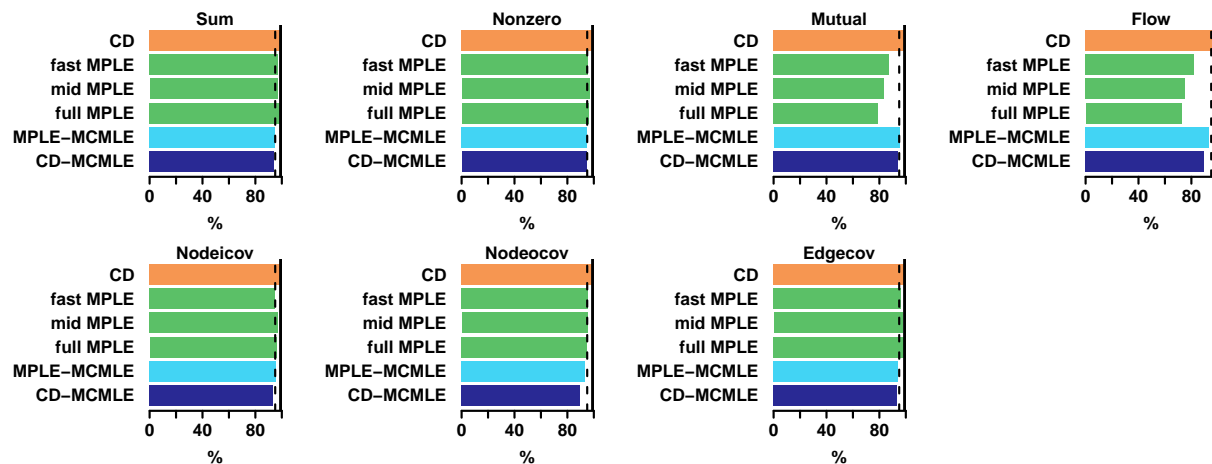 Sum
CD
fast MPLE
mid MPLE
full MPLE
MPLE−MCMLE
CD−MCMLE
0 40 80
%
Nonzero
CD
fast MPLE
mid MPLE
full MPLE
MPLE−MCMLE
CD−MCMLE
0 40 80
%
Mutual
CD
fast MPLE
mid MPLE
full MPLE
MPLE−MCMLE
CD−MCMLE
0 40 80
%
Flow
CD
fast MPLE
mid MPLE
full MPLE
MPLE−MCMLE
CD−MCMLE
0 40 80
%
Nodeicov
CD
fast MPLE
mid MPLE
full MPLE
MPLE−MCMLE
CD−MCMLE
0 40 80
%
Nodeocov
CD
fast MPLE
mid MPLE
full MPLE
MPLE−MCMLE
CD−MCMLE
0 40 80
%
Edgecov
CD
fast MPLE
mid MPLE
full MPLE
MPLE−MCMLE
CD−MCMLE
0 40 80
%